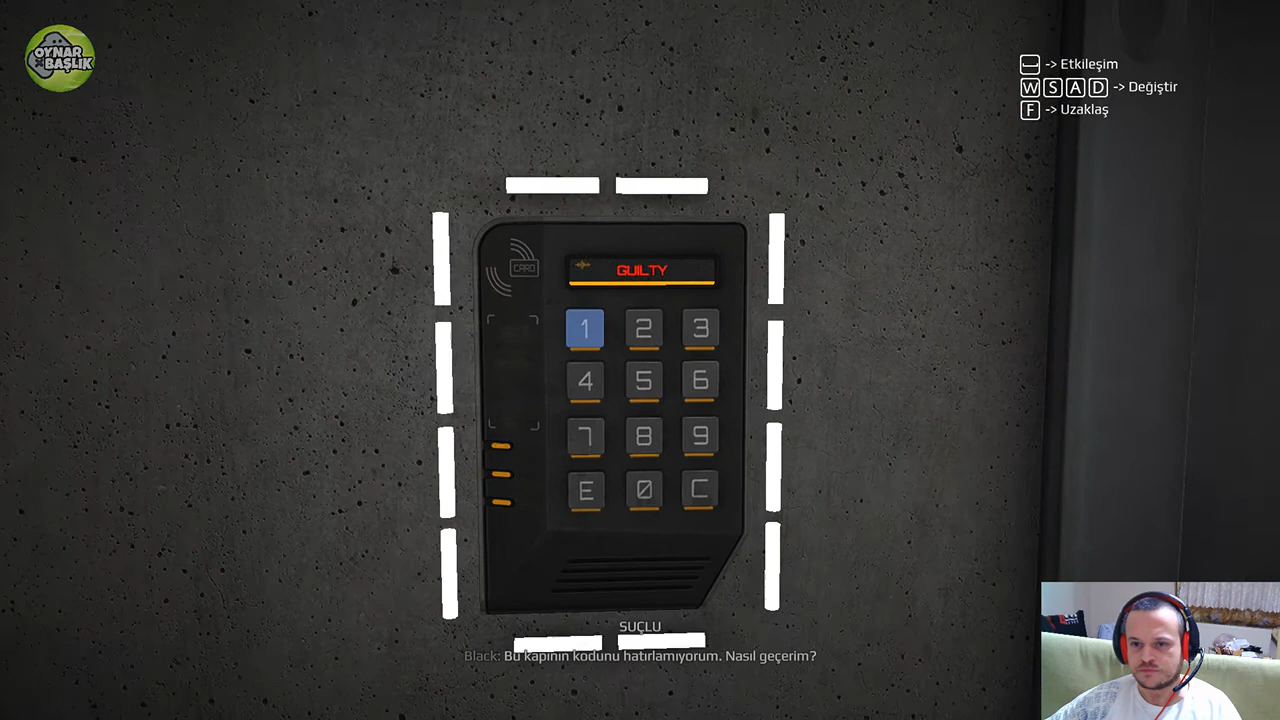 OYNAR
BAŞLIK
-> Etkileşim
W S A D -> Değiştir
F -> Uzaklaş
CARD
GUILTY
1 2 3
4 5 6
7 8 9
E 0 C
SUÇLU
Black: Bu kapının kodunu hatırlamıyorum. Nasıl geçerim?